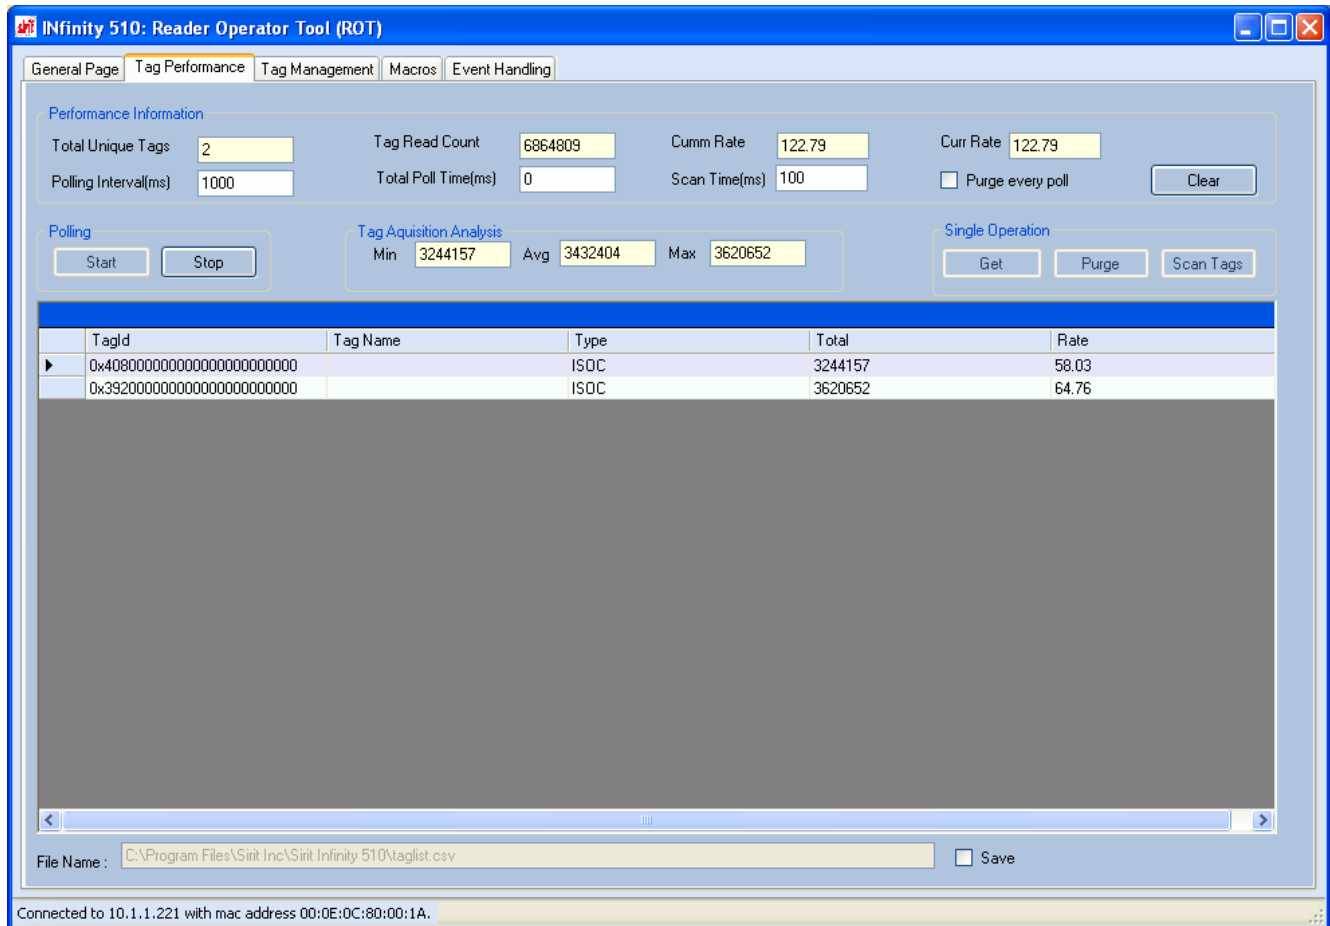 sirit INfinity 510: Reader Operator Tool (ROT)
General Page Tag Performance Tag Management Macros Event Handling
Performance Information
Total Unique Tags 2 Tag Read Count 6864809 Cumm Rate 122.79 Curr Rate 122.79
Polling Interval(ms) 1000 Total Poll Time(ms) 0 Scan Time(ms) 100 Purge every poll Clear
Polling Tag Aquisition Analysis Single Operation
Start Stop Min 3244157 Avg 3432404 Max 3620652 Get Purge Scan Tags
TagId Tag Name Type Total Rate
0x408000000000000000000000 ISOC 3244157 58.03
0x392000000000000000000000 ISOC 3620652 64.76
File Name : C:\Program Files\Sirit Inc\Sirit Infinity 510\taglist.csv Save
Connected to 10.1.1.221 with mac address 00:0E:0C:80:00:1A.